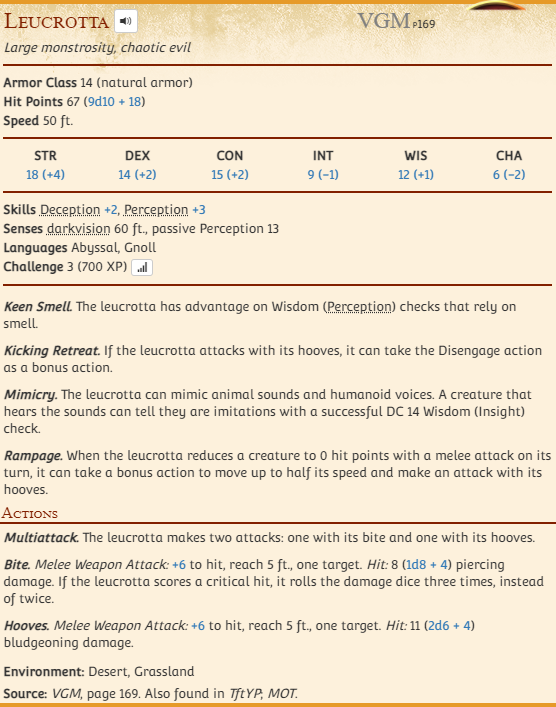 Leucrotta VGM p169
Large monstrosity, chaotic evil
Armor Class 14 (natural armor)
Hit Points 67 (9d10 + 18)
Speed 50 ft.
STR DEX CON INT WIS CHA
18 (+4) 14 (+2) 15 (+2) 9 (−1) 12 (+1) 6 (−2)
Skills Deception +2, Perception +3
Senses darkvision 60 ft., passive Perception 13
Languages Abyssal, Gnoll
Challenge 3 (700 XP)
Keen Smell. The leucrotta has advantage on Wisdom (Perception) checks that rely on
smell.
Kicking Retreat. If the leucrotta attacks with its hooves, it can take the Disengage action
as a bonus action.
Mimicry. The leucrotta can mimic animal sounds and humanoid voices. A creature that
hears the sounds can tell they are imitations with a successful DC 14 Wisdom (Insight)
check.
Rampage. When the leucrotta reduces a creature to 0 hit points with a melee attack on its
turn, it can take a bonus action to move up to half its speed and make an attack with its
hooves.
Actions
Multiattack. The leucrotta makes two attacks: one with its bite and one with its hooves.
Bite. Melee Weapon Attack: +6 to hit, reach 5 ft., one target. Hit: 8 (1d8 + 4) piercing
damage. If the leucrotta scores a critical hit, it rolls the damage dice three times, instead
of twice.
Hooves. Melee Weapon Attack: +6 to hit, reach 5 ft., one target. Hit: 11 (2d6 + 4)
bludgeoning damage.
Environment: Desert, Grassland
Source: VGM, page 169. Also found in TftYP; MOT.